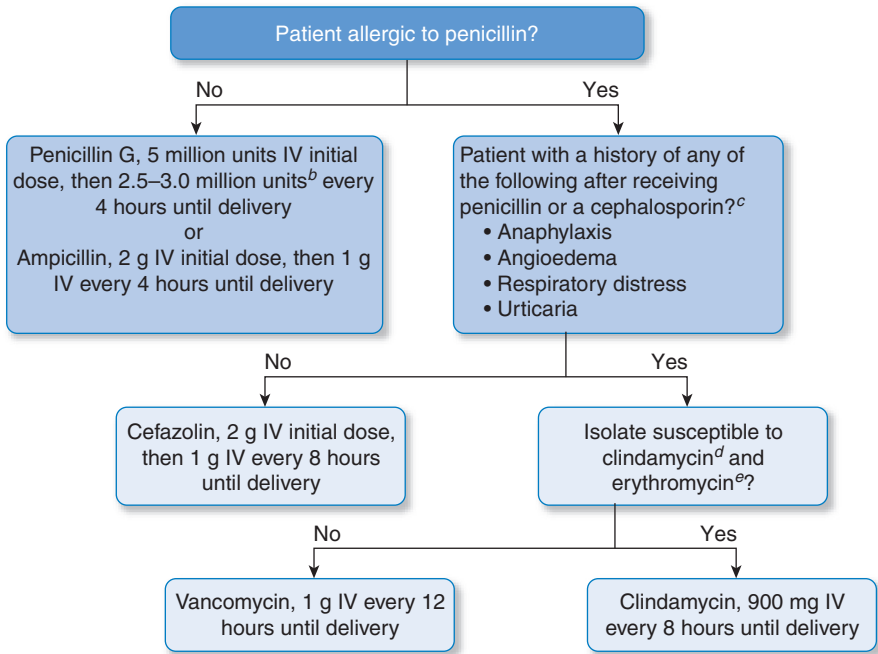 Patient allergic to penicillin?
No
Yes
Penicillin G, 5 million units IV initial
dose, then 2.5–3.0 million unitsᵇ every
4 hours until delivery
or
Ampicillin, 2 g IV initial dose, then 1 g
IV every 4 hours until delivery
Patient with a history of any of
the following after receiving
penicillin or a cephalosporin?ᶜ
• Anaphylaxis
• Angioedema
• Respiratory distress
• Urticaria
No
Yes
Cefazolin, 2 g IV initial dose,
then 1 g IV every 8 hours
until delivery
Isolate susceptible to
clindamycinᵈ and
erythromycinᵉ?
No
Yes
Vancomycin, 1 g IV every 12
hours until delivery
Clindamycin, 900 mg IV
every 8 hours until delivery